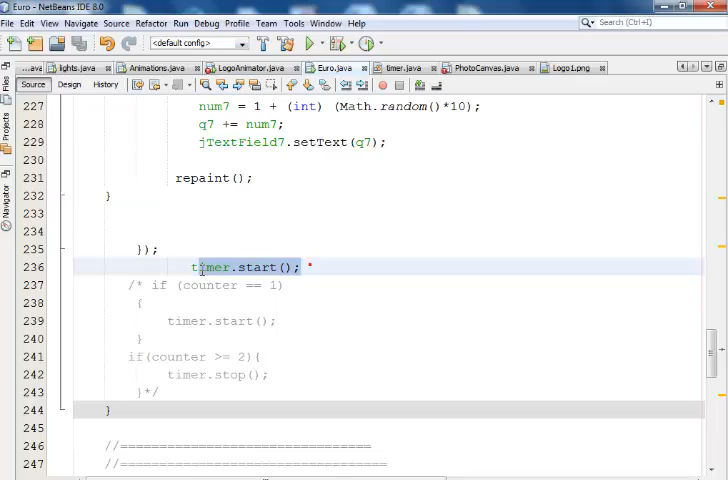 Euro - NetBeans IDE 8.0
File Edit View Navigate Source Refactor Run Debug Profile Team Tools Window Help
Search (Ctrl+I)
<default config>
...ava lights.java Animations.java LogoAnimator.java Euro.java timer.java PhotoCanvas.java Logo1.png
Source Design History
Files
Projects
Navigator
227 num7 = 1 + (int) (Math.random()*10);
228 q7 += num7;
229 jTextField7.setText(q7);
230
231 repaint();
232 }
233
234
235 });
236 timer.start();
237 /* if (counter == 1)
238 {
239 timer.start();
240 }
241 if(counter >= 2){
242 timer.stop();
243 }*/
244 }
245
246 //================================
247 //==================================